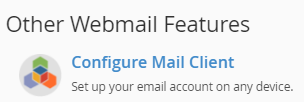 Other Webmail Features
Configure Mail Client
Set up your email account on any device.